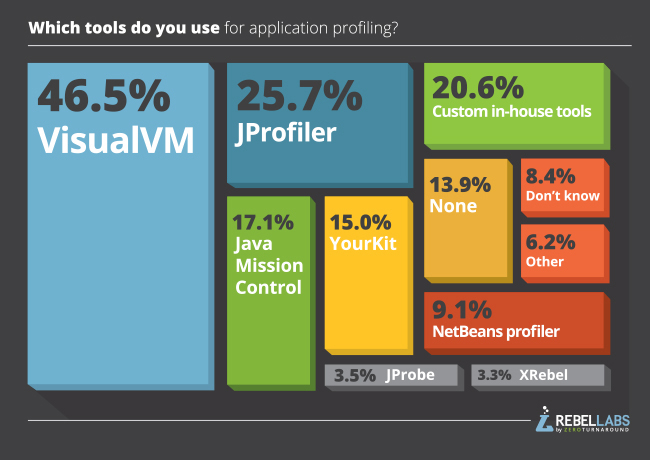 Which tools do you use for application profiling?
46.5%
VisualVM
25.7%
JProfiler
20.6%
Custom in-house tools
17.1%
Java
Mission
Control
15.0%
YourKit
13.9%
None
8.4%
Don't know
6.2%
Other
9.1%
NetBeans profiler
3.5% JProbe
3.3% XRebel
REBELLABS
by ZEROTURNAROUND